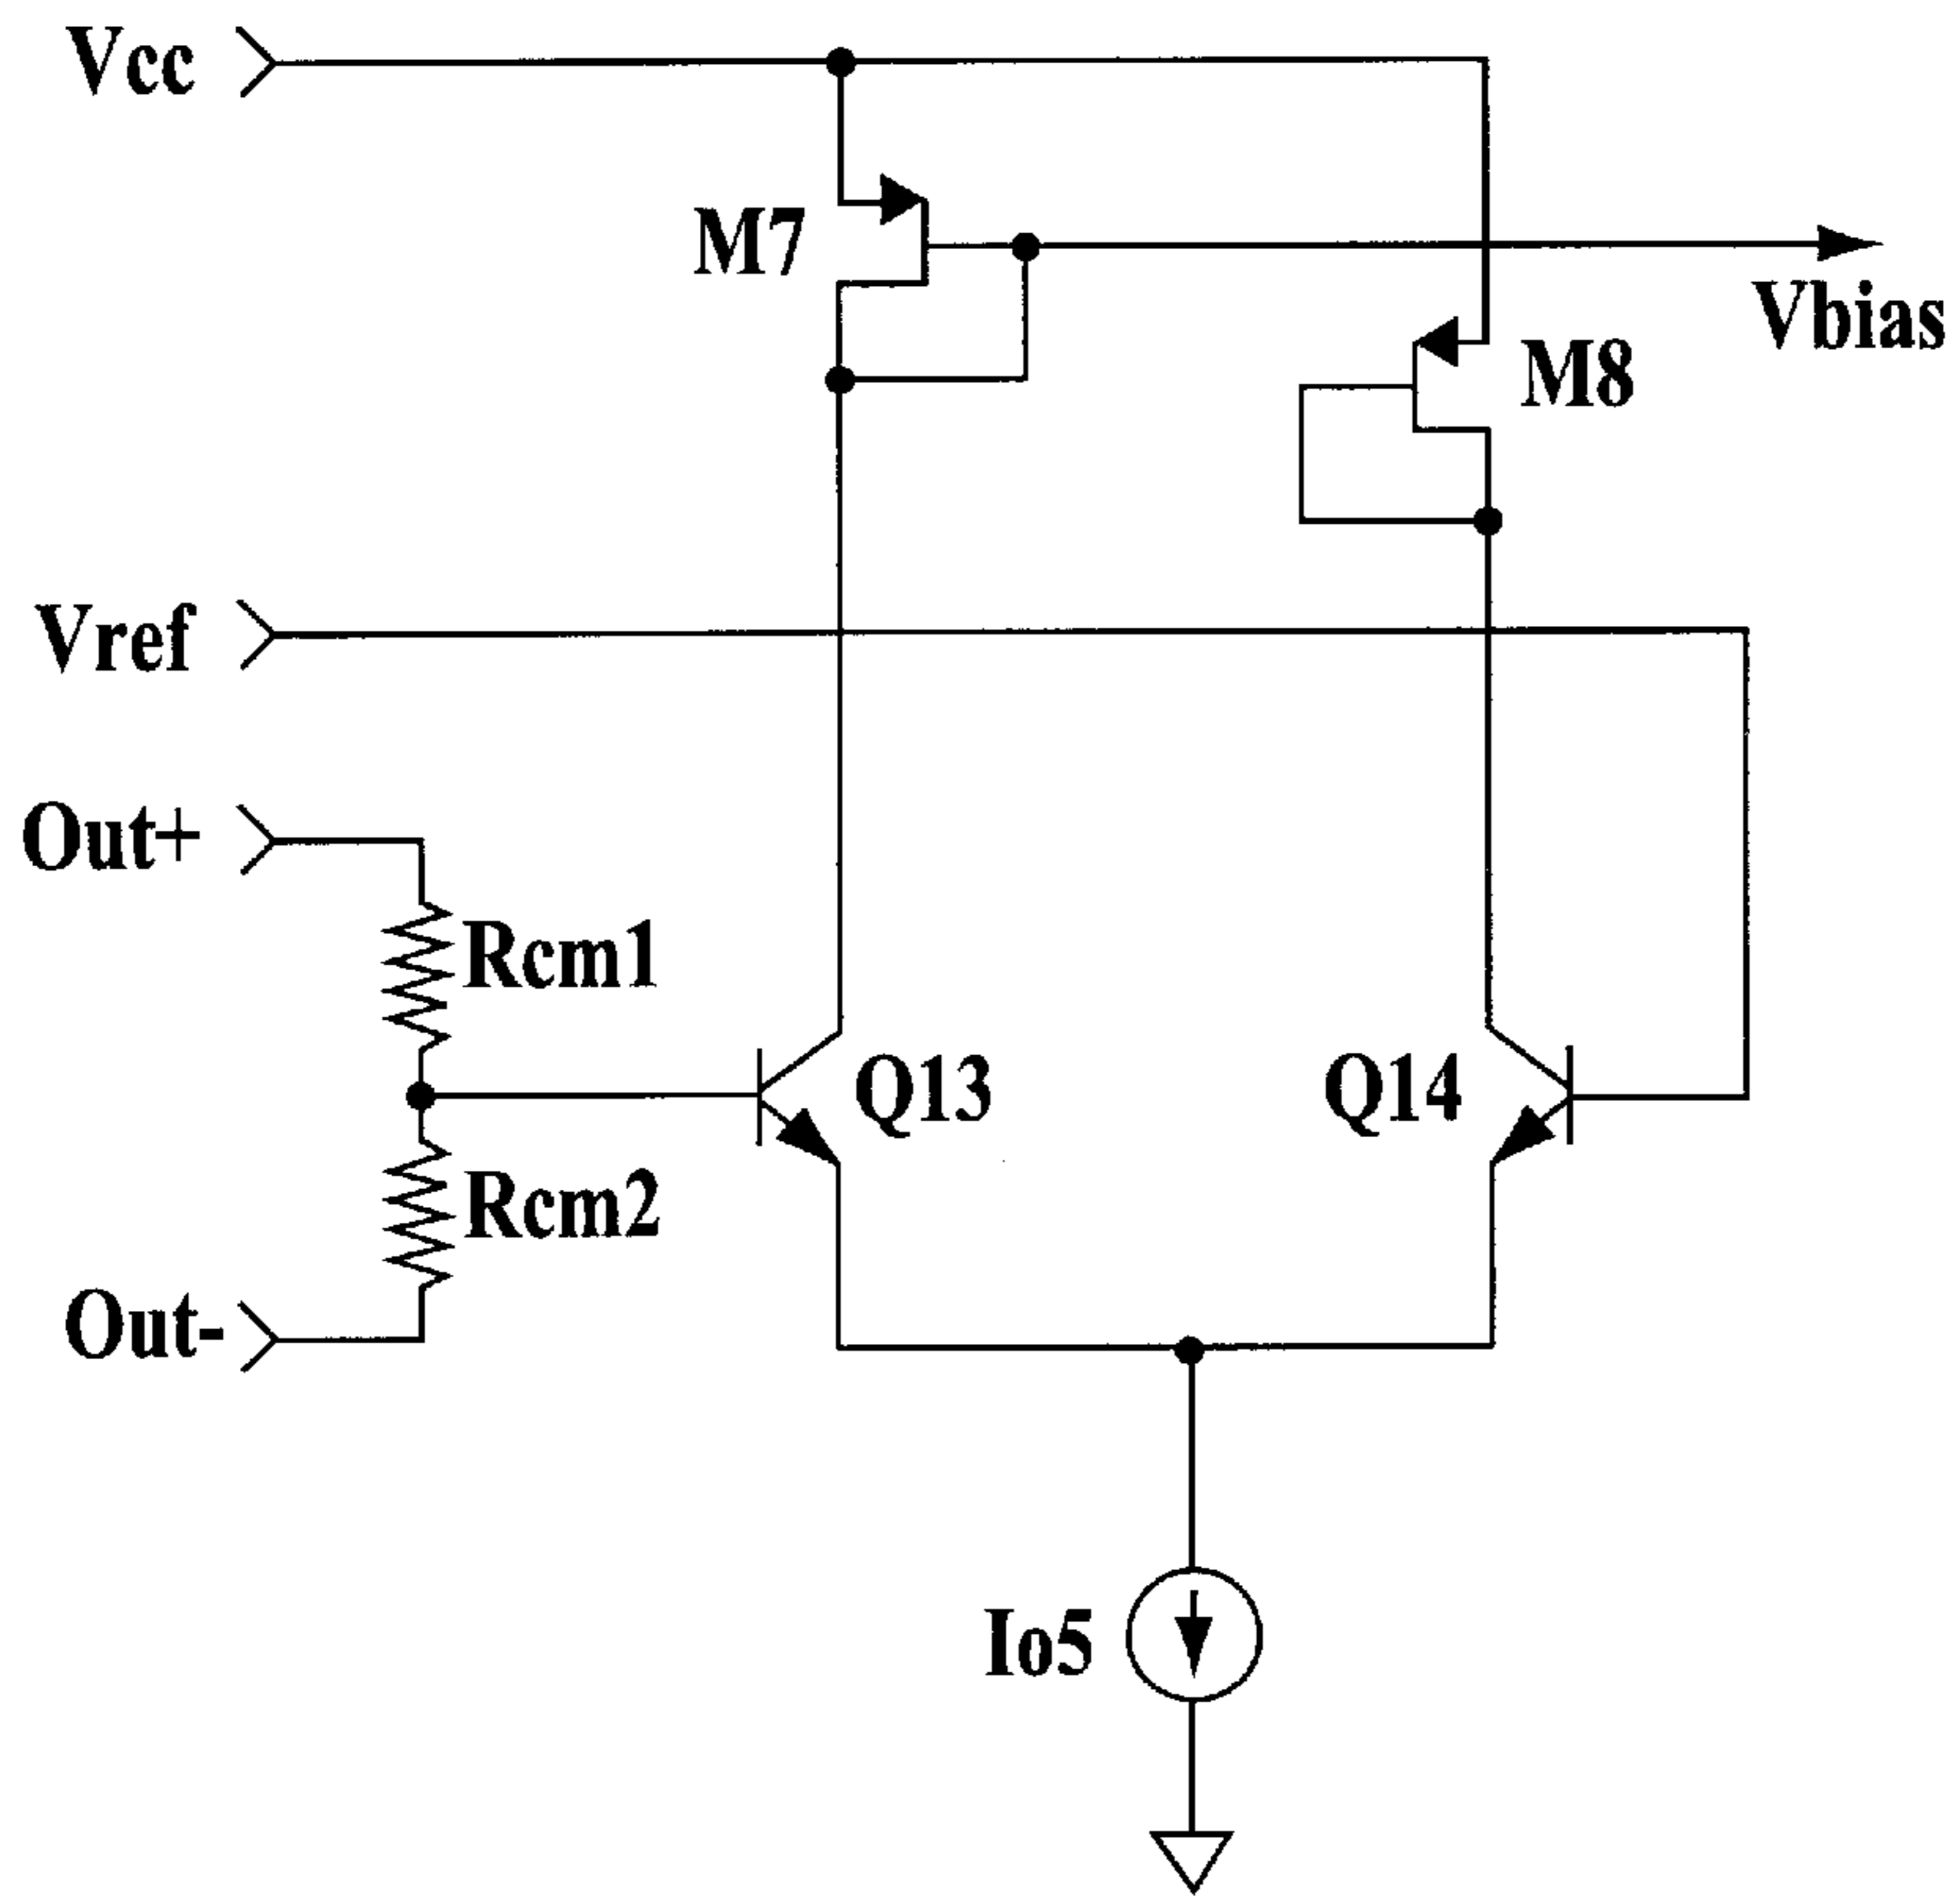 Vcc
M7
Vbias
M8
Vref
Out+
Rcm1
Q13
Q14
Rcm2
Out-
Io5